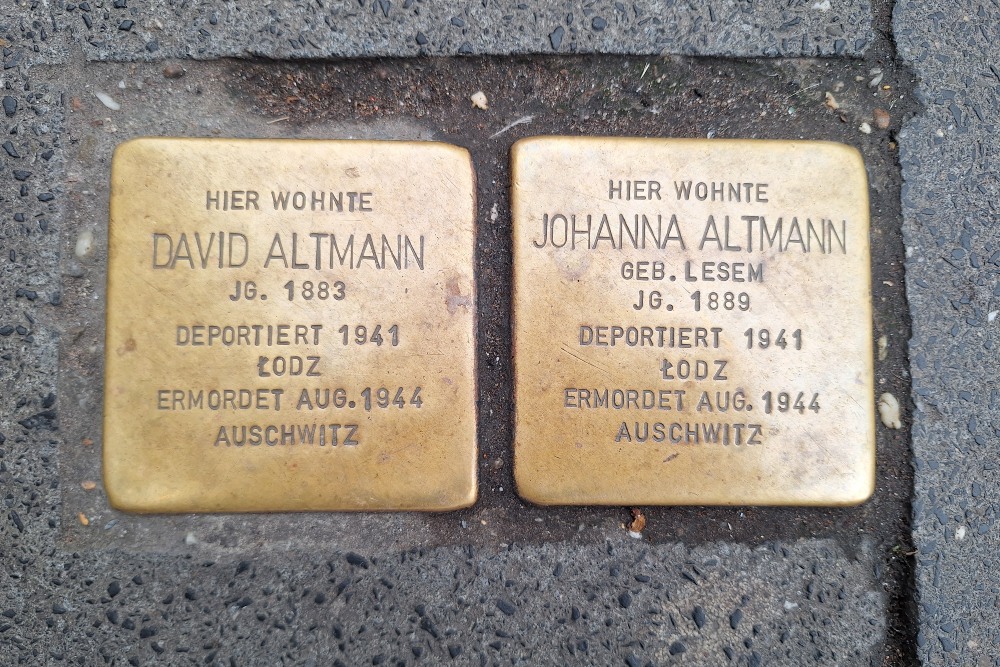 HIER WOHNTE
DAVID ALTMANN
JG. 1883
DEPORTIERT 1941
ŁODZ
ERMORDET AUG. 1944
AUSCHWITZ
HIER WOHNTE
JOHANNA ALTMANN
GEB. LESEM
JG. 1889
DEPORTIERT 1941
ŁODZ
ERMORDET AUG. 1944
AUSCHWITZ